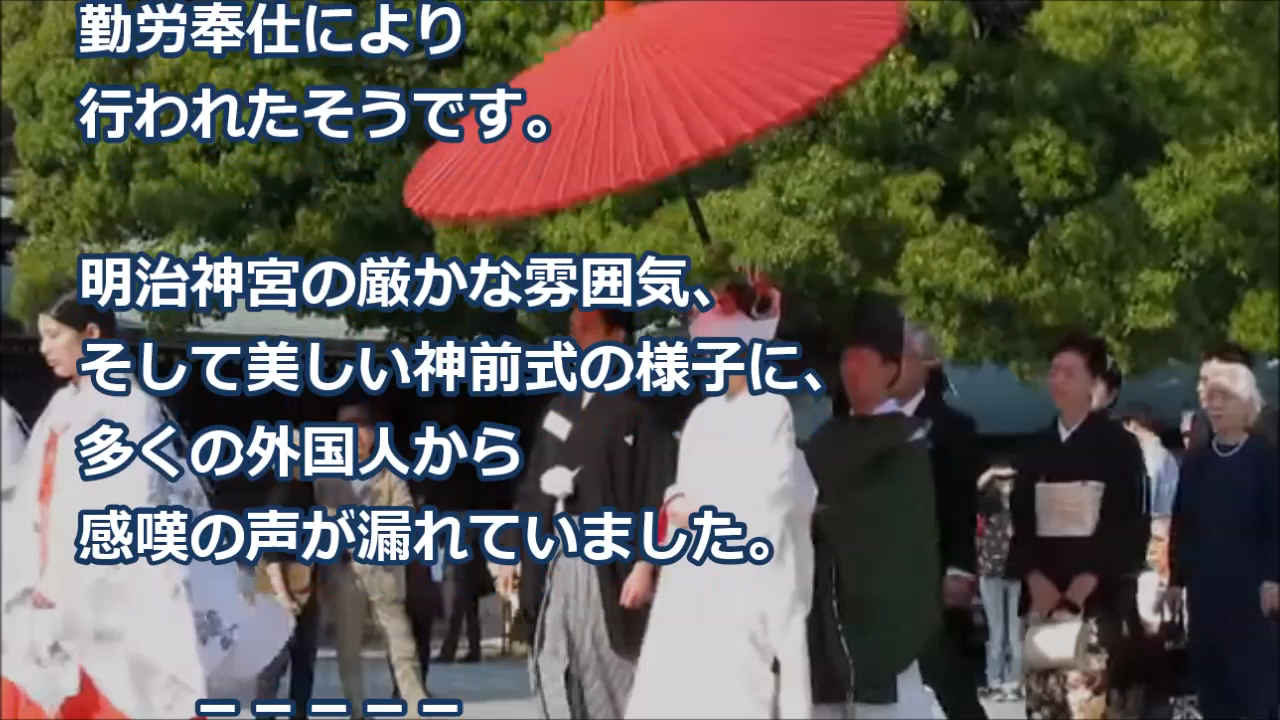 勤労奉仕により
行われたそうです。
明治神宮の厳かな雰囲気、
そして美しい神前式の様子に、
多くの外国人から
感嘆の声が漏れていました。